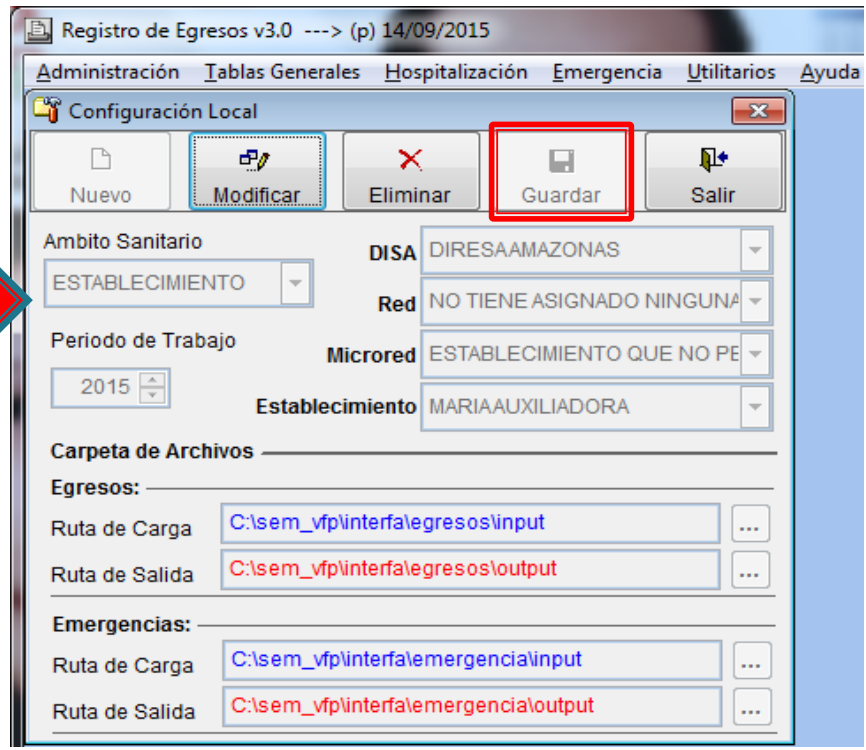 Registro de Egresos v3.0 ---> (p) 14/09/2015
Administración Tablas Generales Hospitalización Emergencia Utilitarios Ayuda
Configuración Local
Nuevo Modificar Eliminar Guardar Salir
Ambito Sanitario
ESTABLECIMIENTO
DISA DIRESAAMAZONAS
Red NO TIENE ASIGNADO NINGUNA
Periodo de Trabajo
2015
Microred ESTABLECIMIENTO QUE NO PE
Establecimiento MARIAAUXILIADORA
Carpeta de Archivos
Egresos:
Ruta de Carga C:\sem_vfp\interfa\egresos\input ...
Ruta de Salida C:\sem_vfp\interfa\egresos\output ...
Emergencias:
Ruta de Carga C:\sem_vfp\interfa\emergencia\input ...
Ruta de Salida C:\sem_vfp\interfa\emergencia\output ...